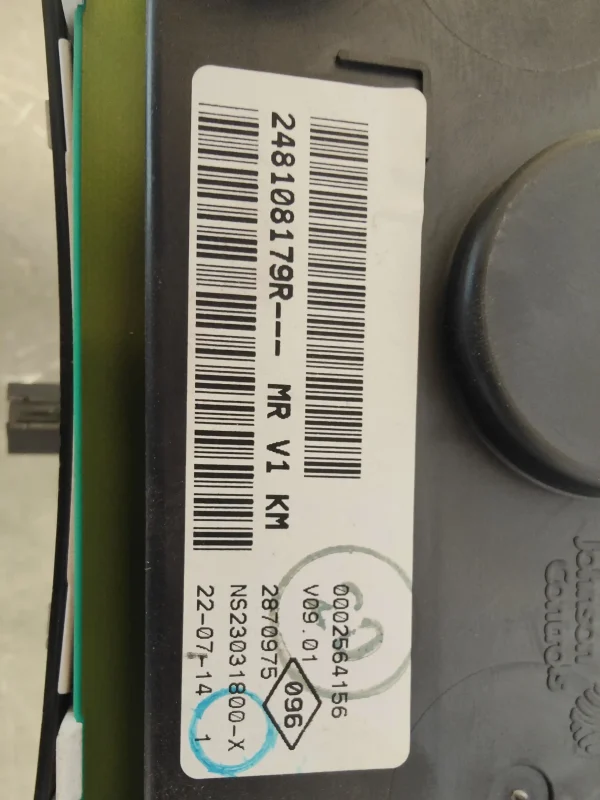 248108179R--- MR V1 KM
0002564156
V09.01
096
2870975
NS23031800-X
22-07-14 1
Johnson
Controls